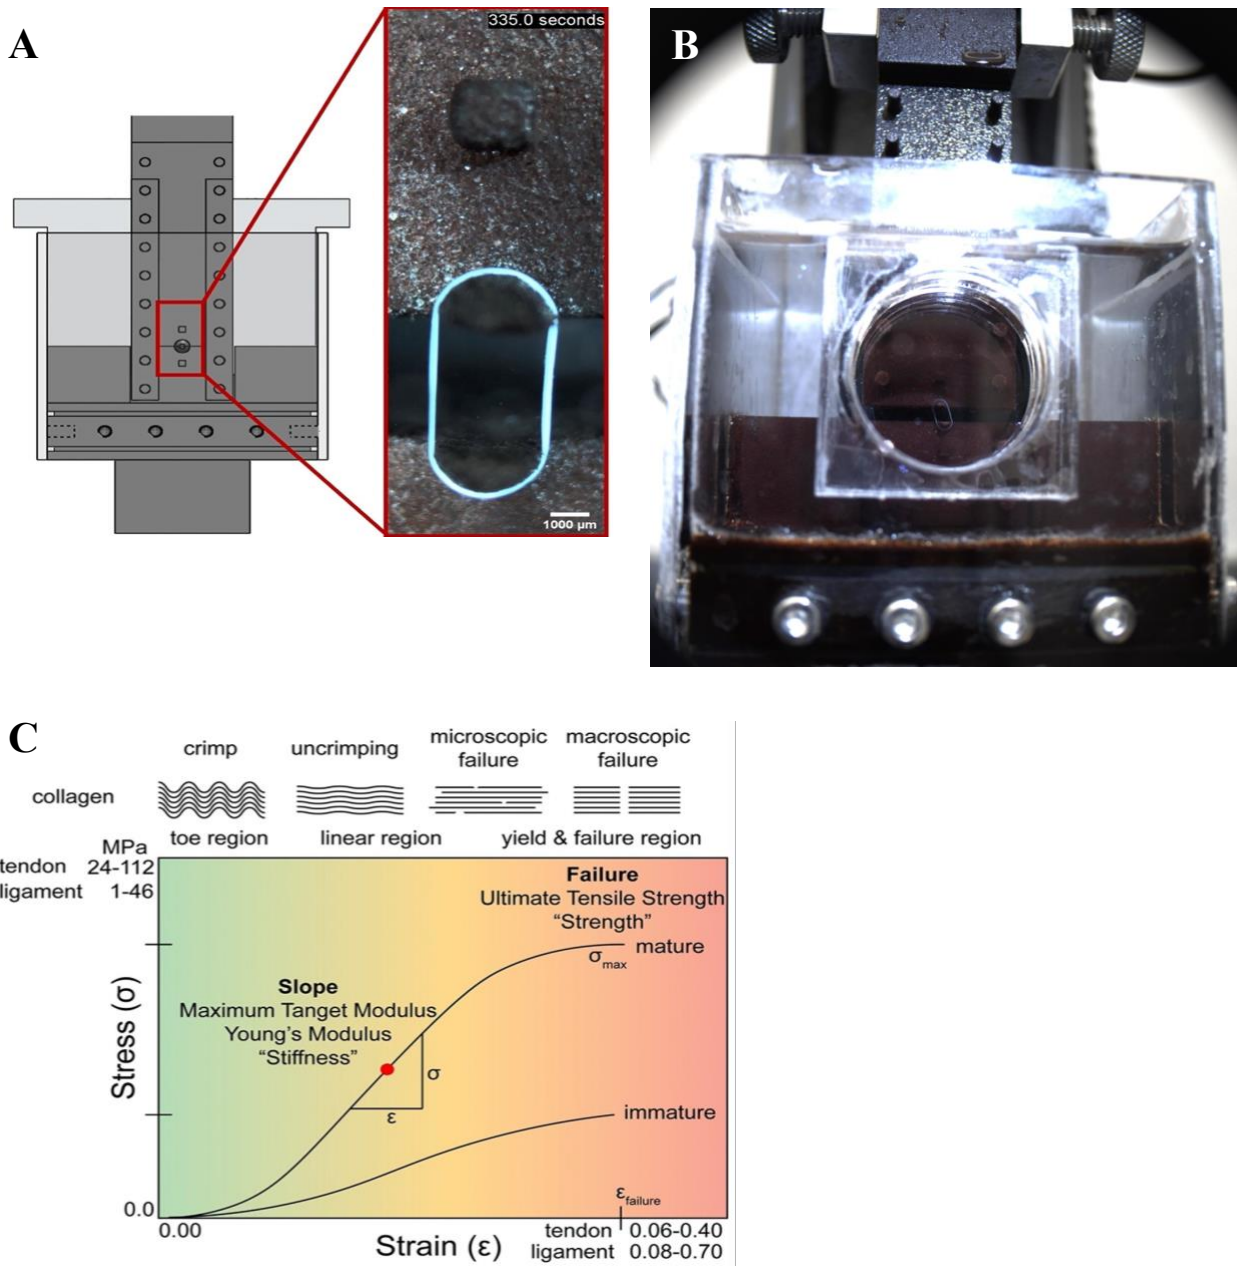 A
335.0 seconds
1000 µm
B
C
crimp
uncrimping
microscopic
failure
macroscopic
failure
collagen
toe region
linear region
yield & failure region
MPa
tendon 24-112
ligament 1-46
Failure
Ultimate Tensile Strength
“Strength”
mature
σmax
Slope
Maximum Tanget Modulus
Young’s Modulus
“Stiffness”
σ
ε
immature
Stress (σ)
0.0
0.00
Strain (ε)
εfailure
tendon 0.06-0.40
ligament 0.08-0.70